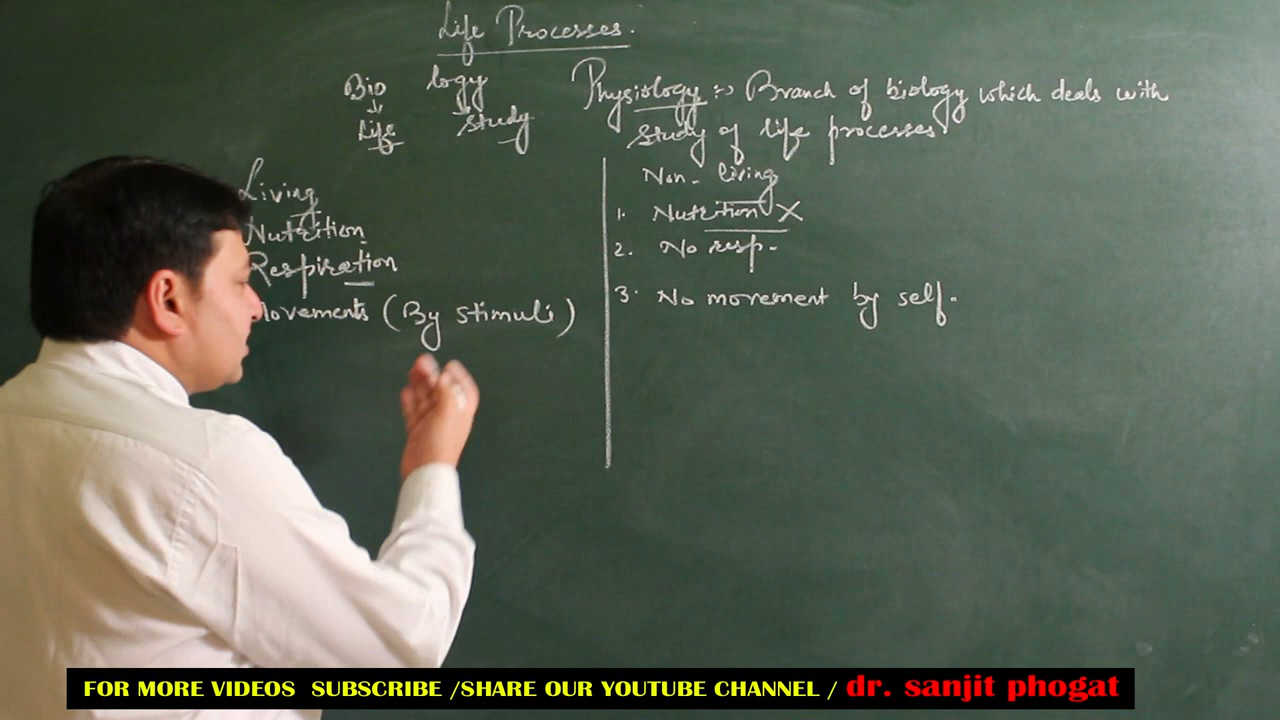 Life Processes.
Bio logy
Life study
Physiology :-> Branch of biology which deals with
study of life processes
Living
Nutrition
Respiration
Movements (By stimuli)
Non-living
1. Nutrition X
2. No resp.
3. No movement by self.
FOR MORE VIDEOS SUBSCRIBE /SHARE OUR YOUTUBE CHANNEL / dr. sanjit phogat